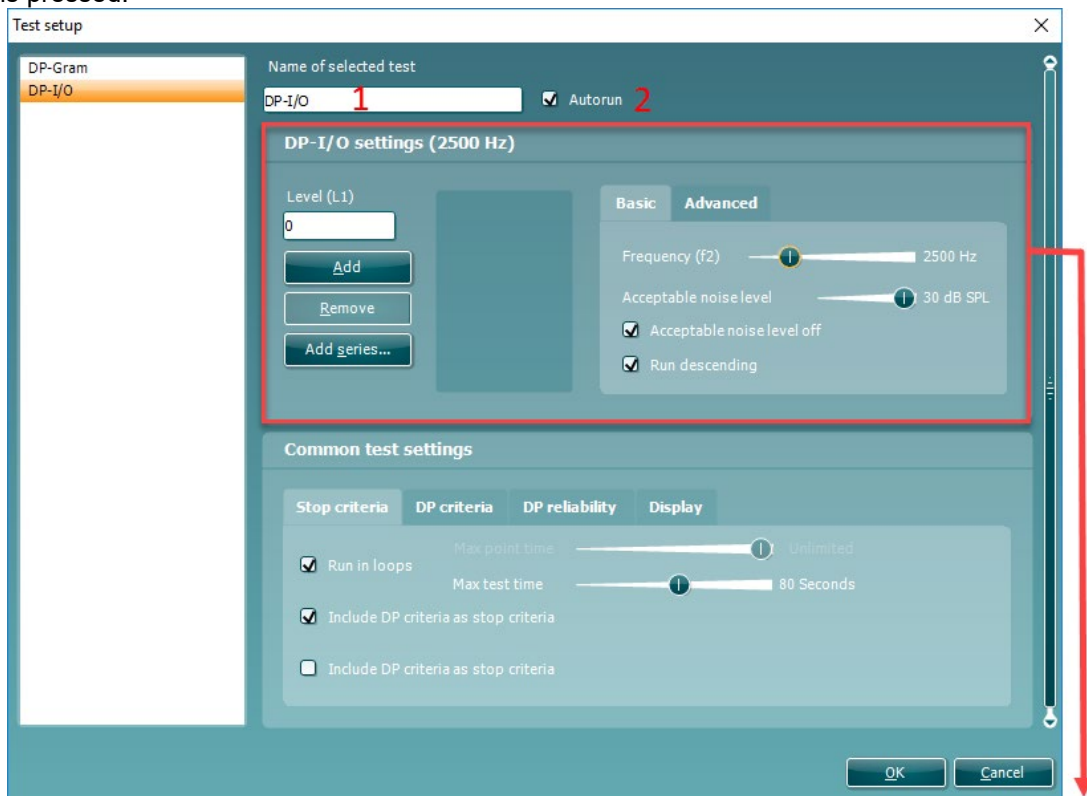 is pressed.
Test setup
DP-Gram
DP-I/O
Name of selected test
DP-I/O 1 Autorun 2
DP-I/O settings (2500 Hz)
Level (L1)
0
Add
Remove
Add series...
Basic Advanced
Frequency (f2) 2500 Hz
Acceptable noise level 30 dB SPL
Acceptable noise level off
Run descending
Common test settings
Stop criteria DP criteria DP reliability Display
Max point time Unlimited
Run in loops
Max test time 80 Seconds
Include DP criteria as stop criteria
Include DP criteria as stop criteria
OK Cancel